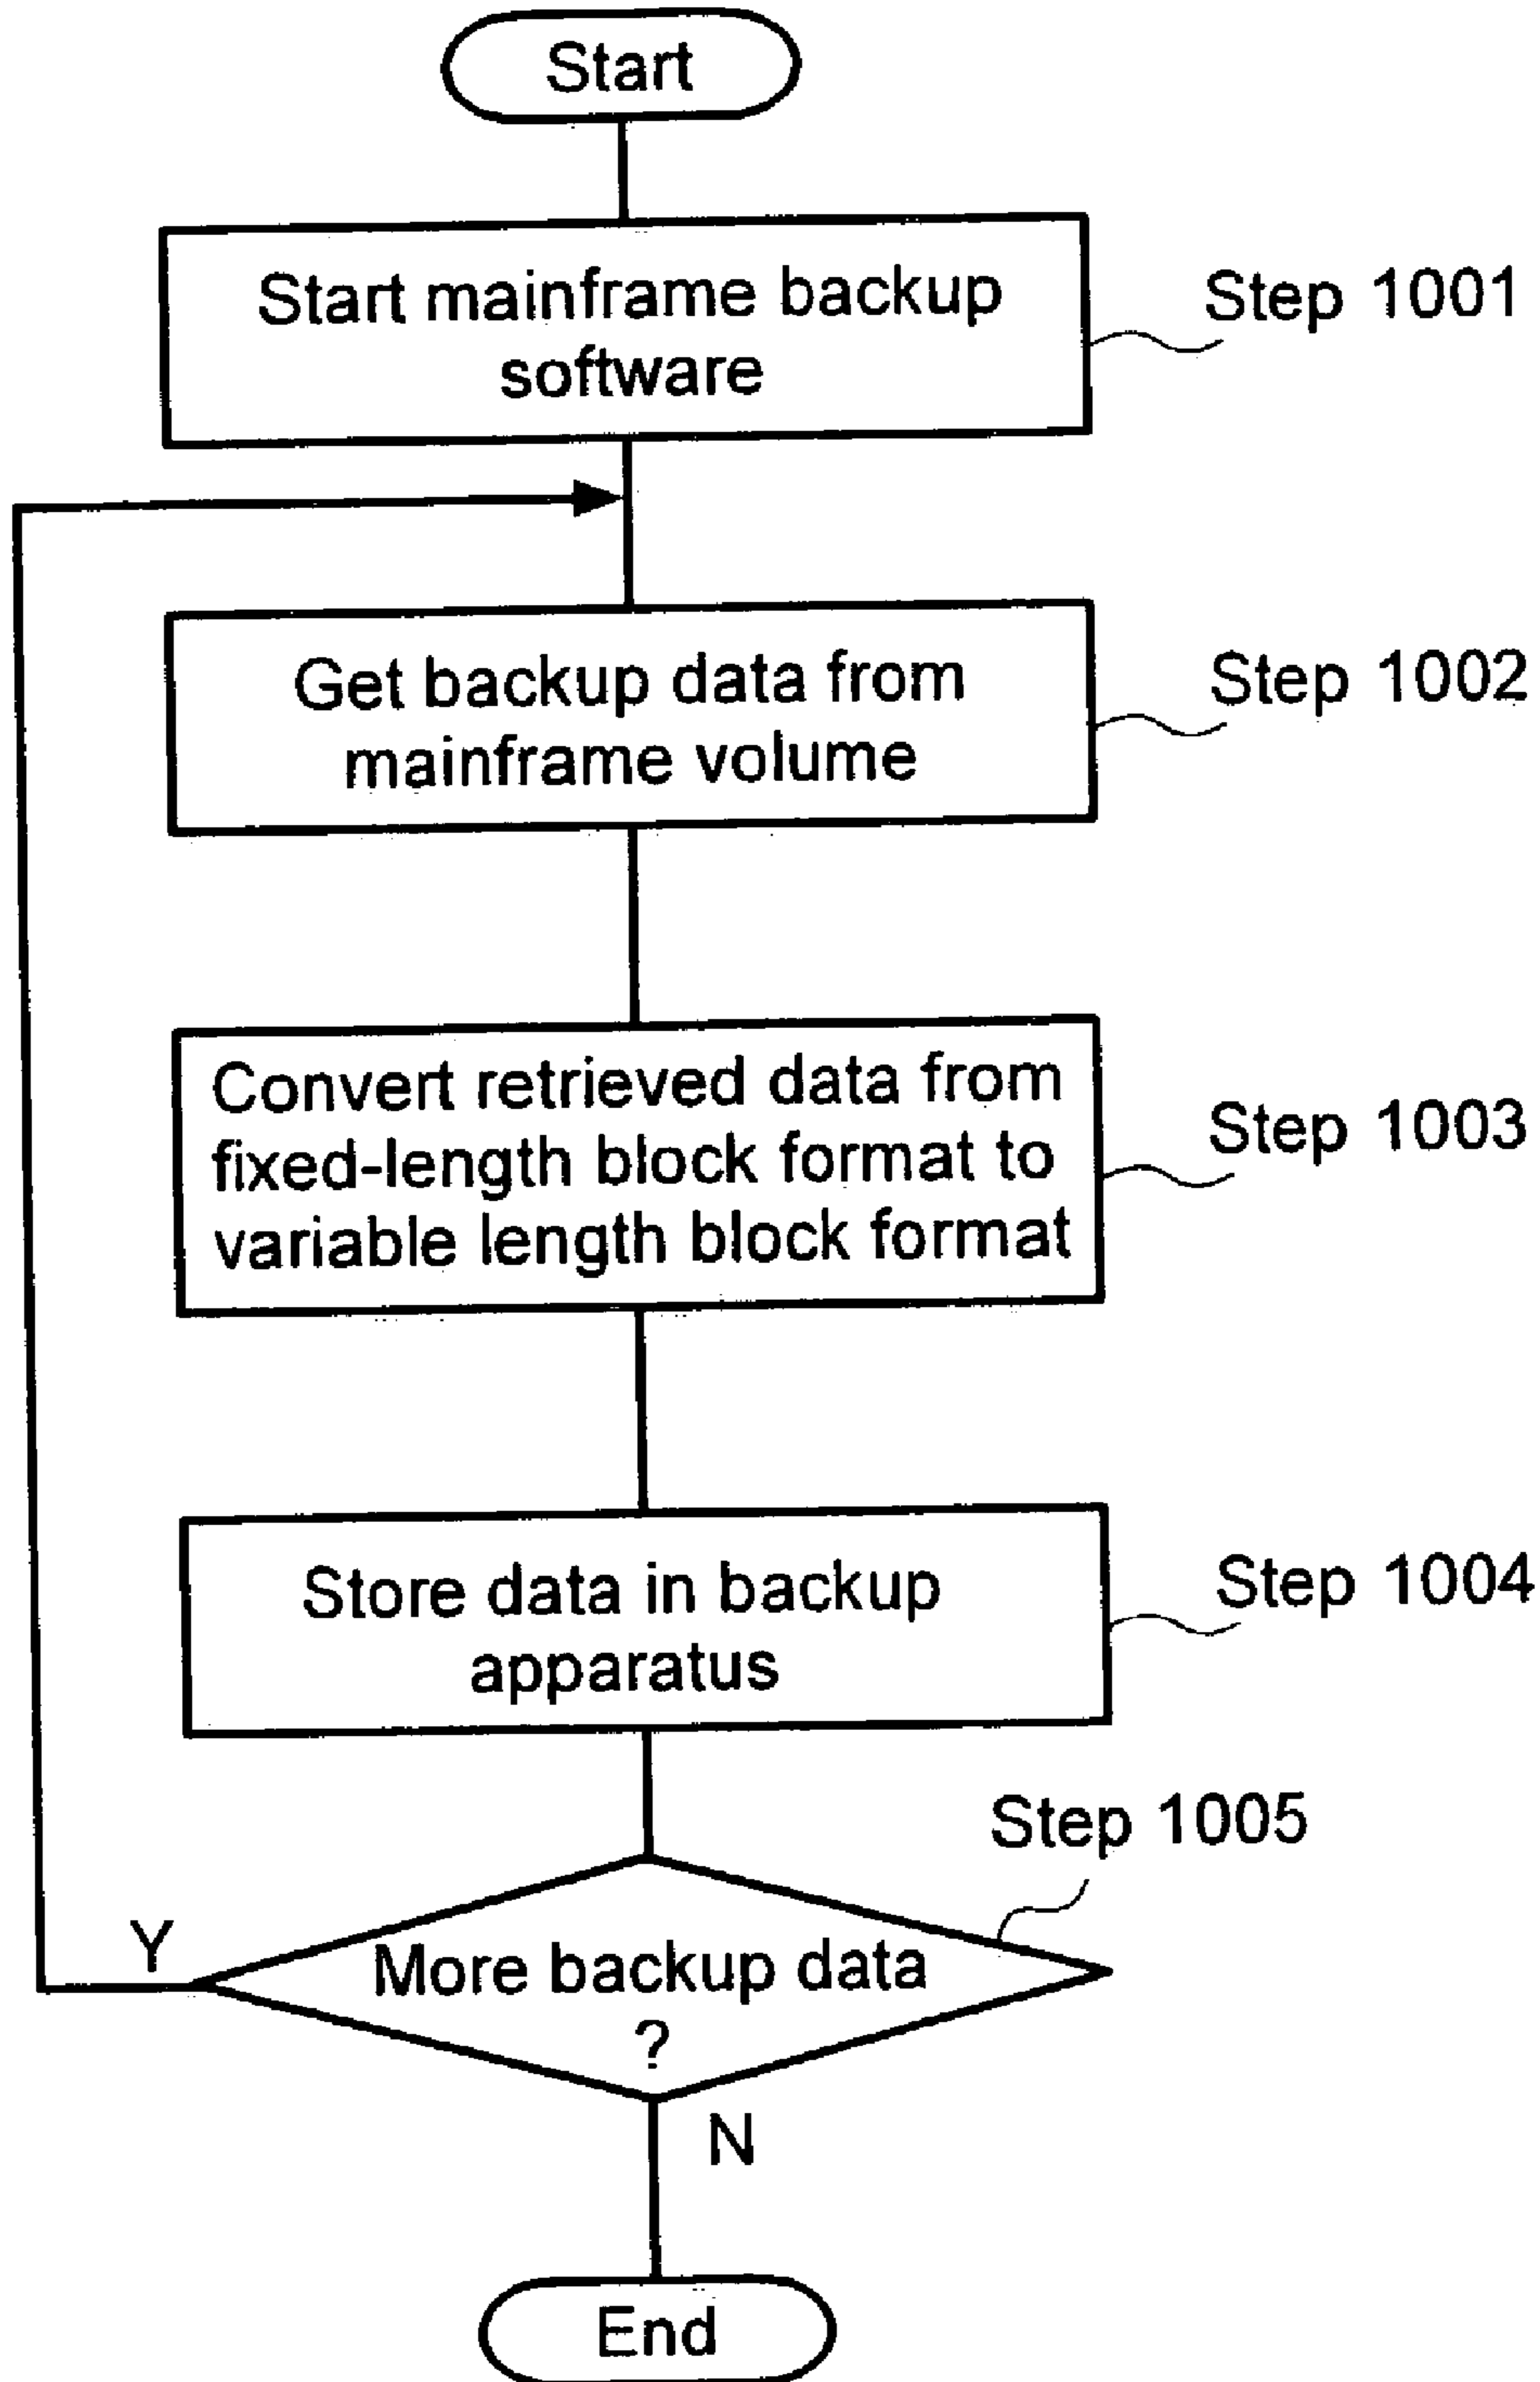 Start
Start mainframe backup
software
Step 1001
Get backup data from
mainframe volume
Step 1002
Convert retrieved data from
fixed-length block format to
variable length block format
Step 1003
Store data in backup
apparatus
Step 1004
Step 1005
More backup data
?
Y
N
End